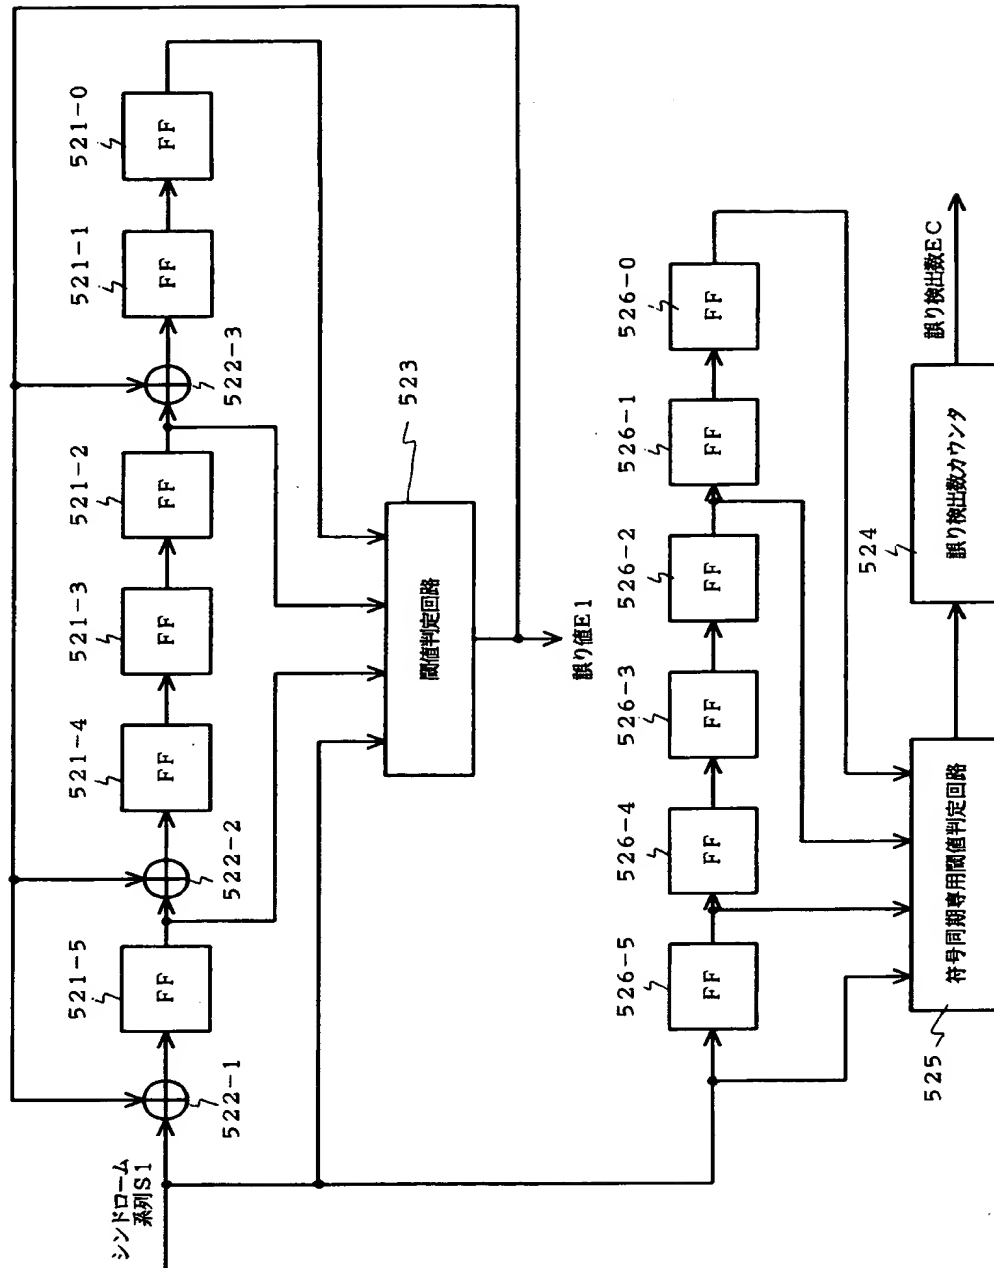 シンドローム
系列S1
522-1
521-5
FF
522-2
521-4
FF
521-3
FF
521-2
FF
522-3
521-1
FF
521-0
FF
523
閾値判定回路
誤り値E1
526-5
FF
526-4
FF
526-3
FF
526-2
FF
526-1
FF
526-0
FF
525
符号同期専用閾値判定回路
524
誤り検出数カウンタ
誤り検出数EC